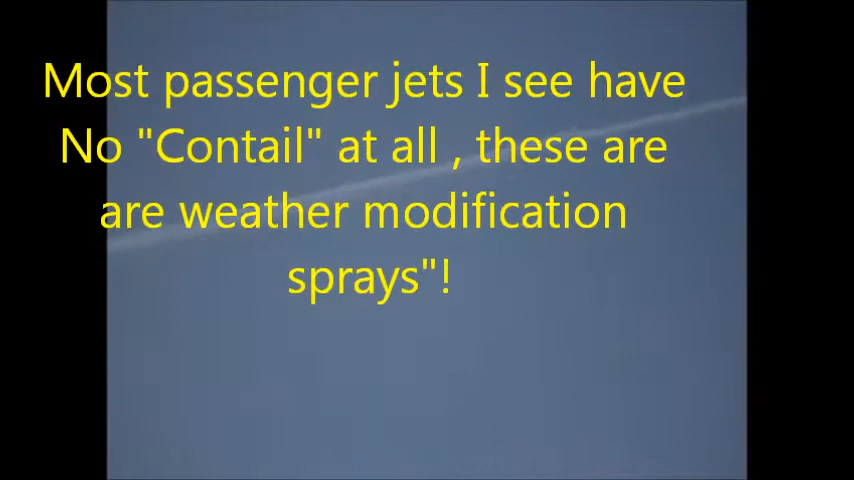 Most passenger jets I see have
No "Contail" at all , these are
are weather modification
sprays"!